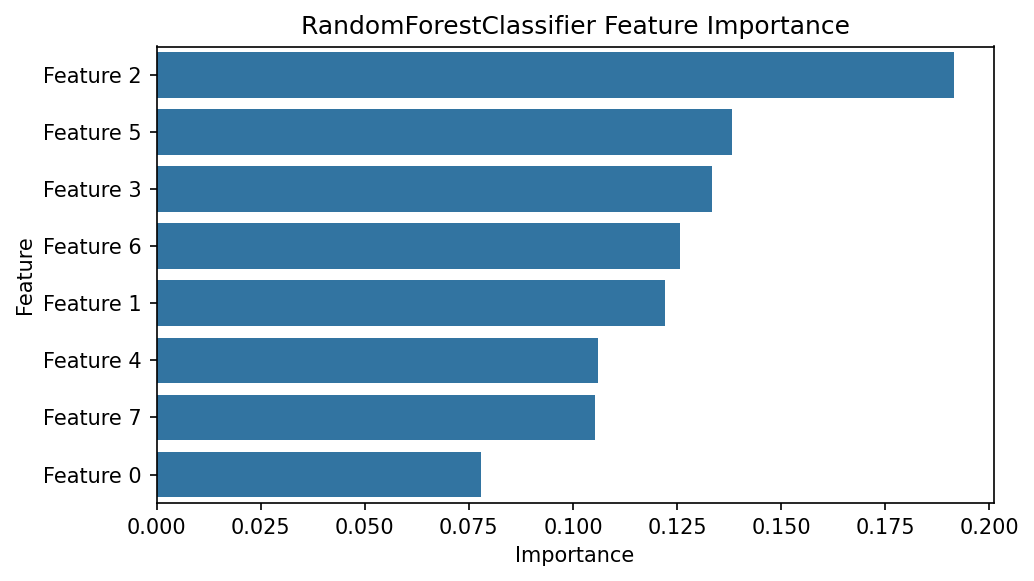 RandomForestClassifier Feature Importance
Feature 2
Feature 5
Feature 3
Feature 6
Feature 1
Feature 4
Feature 7
Feature 0
Feature
0.000 0.025 0.050 0.075 0.100 0.125 0.150 0.175 0.200
Importance